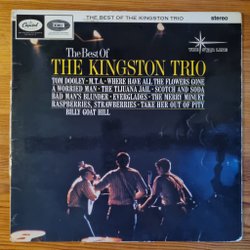 THE BEST OF THE KINGSTON TRIO
stereo
Capitol
The Best Of
THE KINGSTON TRIO
TOM DOOLEY · M.T.A. · WHERE HAVE ALL THE FLOWERS GONE
A WORRIED MAN · THE TIJUANA JAIL · SCOTCH AND SODA
BAD MAN'S BLUNDER · EVERGLADES · THE MERRY MINUET
RASPBERRIES, STRAWBERRIES · TAKE HER OUT OF PITY
BILLY GOAT HILL